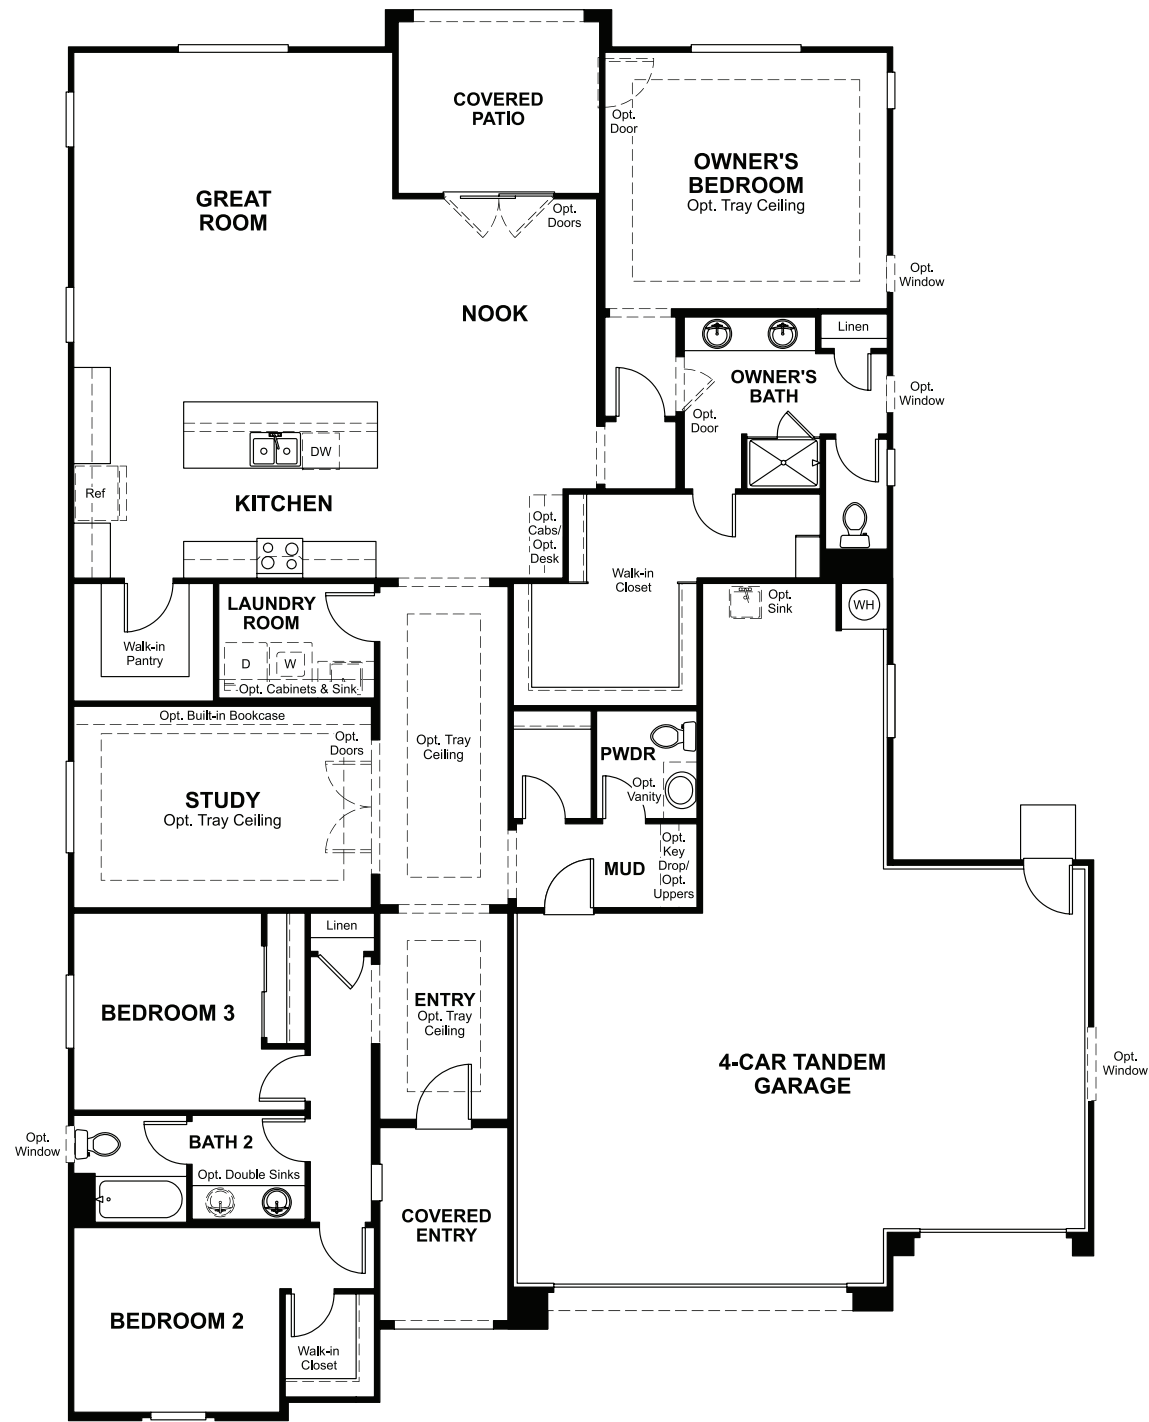 COVERED
PATIO
Opt.
Door
OWNER'S
BEDROOM
Opt. Tray Ceiling
GREAT
ROOM
Opt.
Doors
Opt.
Window
NOOK
Linen
OWNER'S
BATH
Opt.
Window
Opt.
Door
DW
Ref
KITCHEN
Opt.
Cabs/
Opt.
Desk
Walk-in
Closet
Opt.
Sink
WH
LAUNDRY
ROOM
Walk-in
Pantry
D
W
Opt. Cabinets & Sink
Opt. Built-in Bookcase
Opt.
Doors
Opt. Tray
Ceiling
PWDR
Opt.
Vanity
STUDY
Opt. Tray Ceiling
MUD
Opt.
Key
Drop/
Opt.
Uppers
Linen
BEDROOM 3
ENTRY
Opt. Tray
Ceiling
4-CAR TANDEM
GARAGE
Opt.
Window
Opt.
Window
BATH 2
Opt. Double Sinks
COVERED
ENTRY
BEDROOM 2
Walk-in
Closet